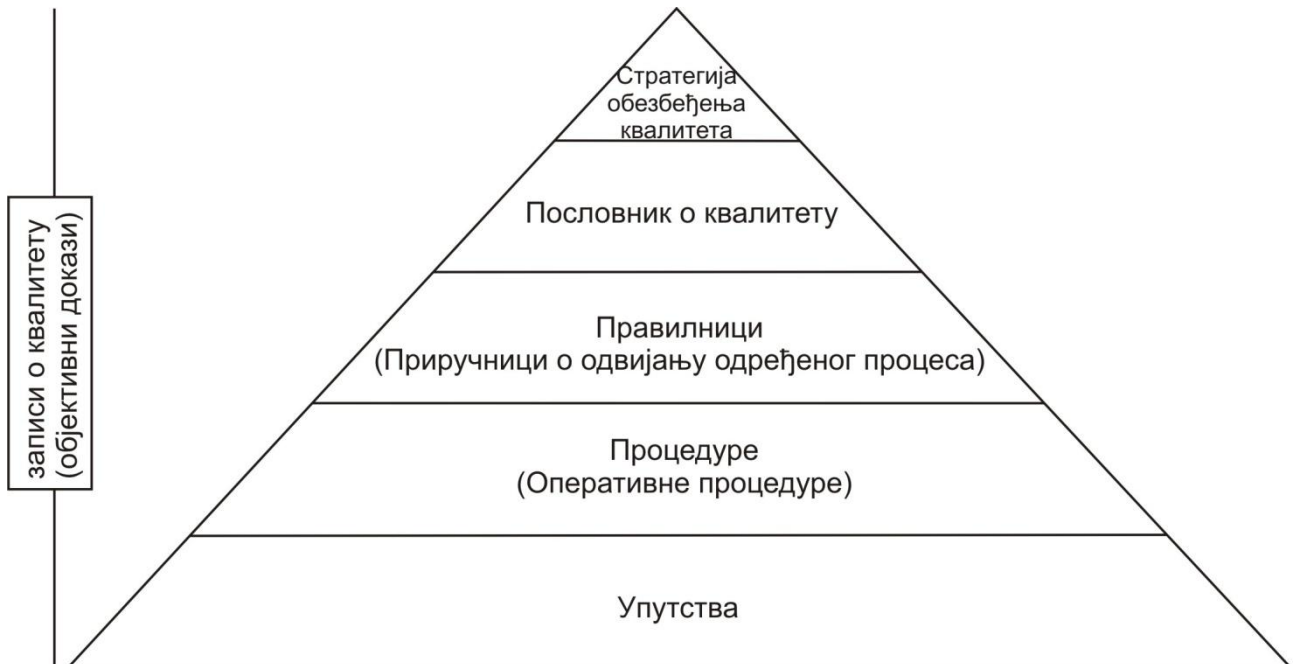 Стратегија
обезбеђења
квалитета
Пословник о квалитету
Правилници
(Приручници о одвијању одређеног процеса)
Процедуре
(Оперативне процедуре)
Упутства
записи о квалитету
(објективни докази)